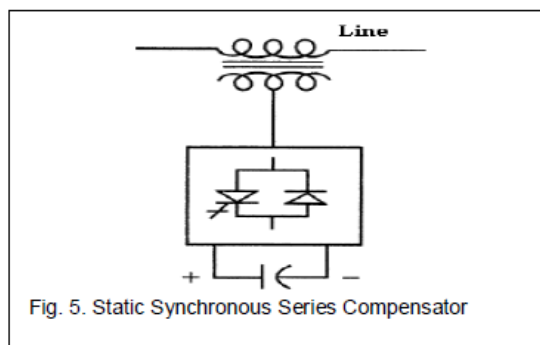 Line
+ –
Fig. 5. Static Synchronous Series Compensator